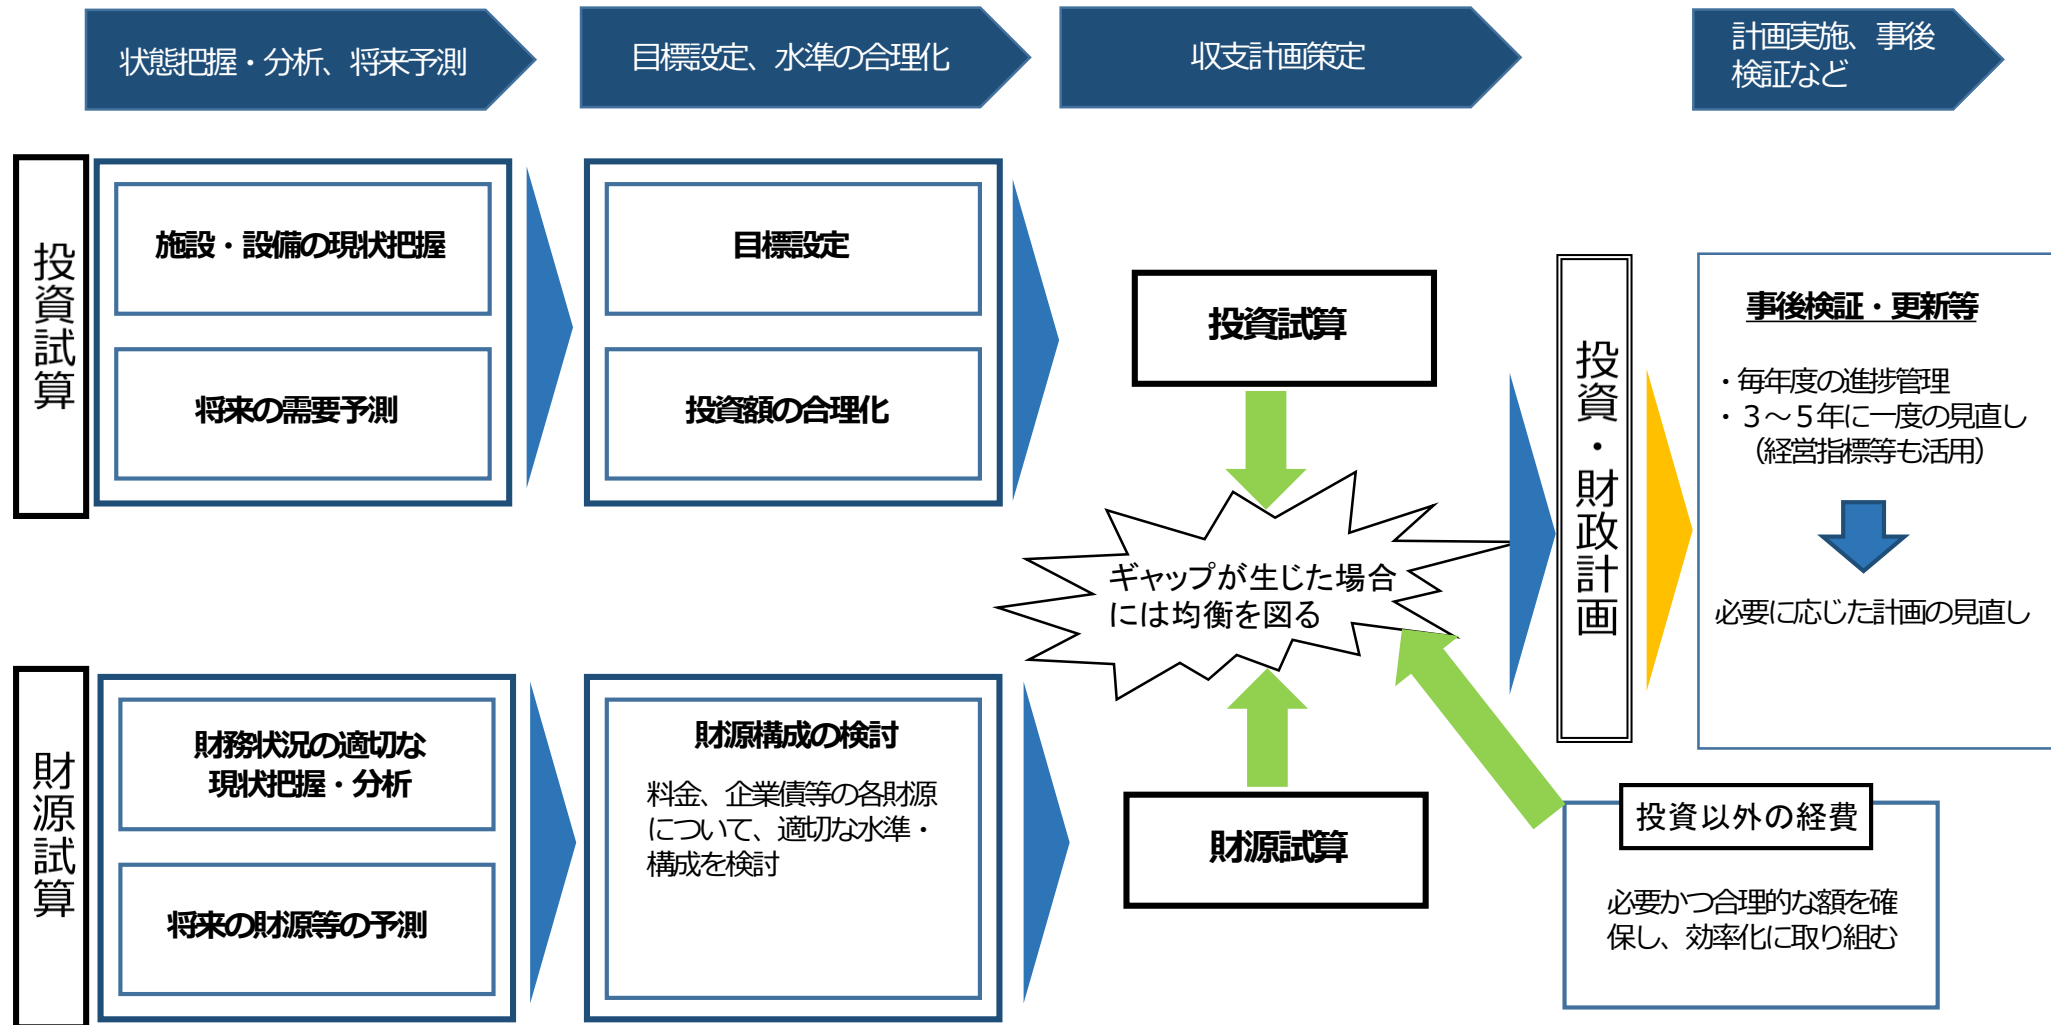 状態把握・分析、将来予測
目標設定、水準の合理化
収支計画策定
計画実施、事後
検証など
投資試算
施設・設備の現状把握
将来の需要予測
目標設定
投資額の合理化
投資試算
ギャップが生じた場合
には均衡を図る
投資・財政計画
事後検証・更新等
・毎年度の進捗管理
・３～５年に一度の見直し
（経営指標等も活用）
必要に応じた計画の見直し
財源試算
財務状況の適切な
現状把握・分析
将来の財源等の予測
財源構成の検討
料金、企業債等の各財源
について、適切な水準・
構成を検討
財源試算
投資以外の経費
必要かつ合理的な額を確
保し、効率化に取り組む